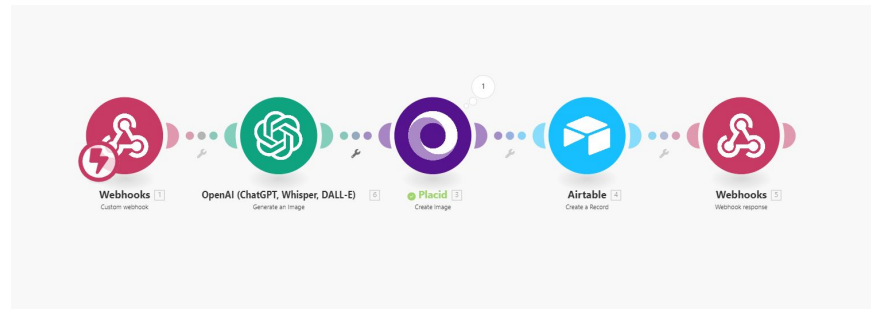 1
Webhooks 1
Custom webhook
OpenAI (ChatGPT, Whisper, DALL-E) 6
Generate an Image
Placid 3
Create Image
Airtable 4
Create a Record
Webhooks 5
Webhook response